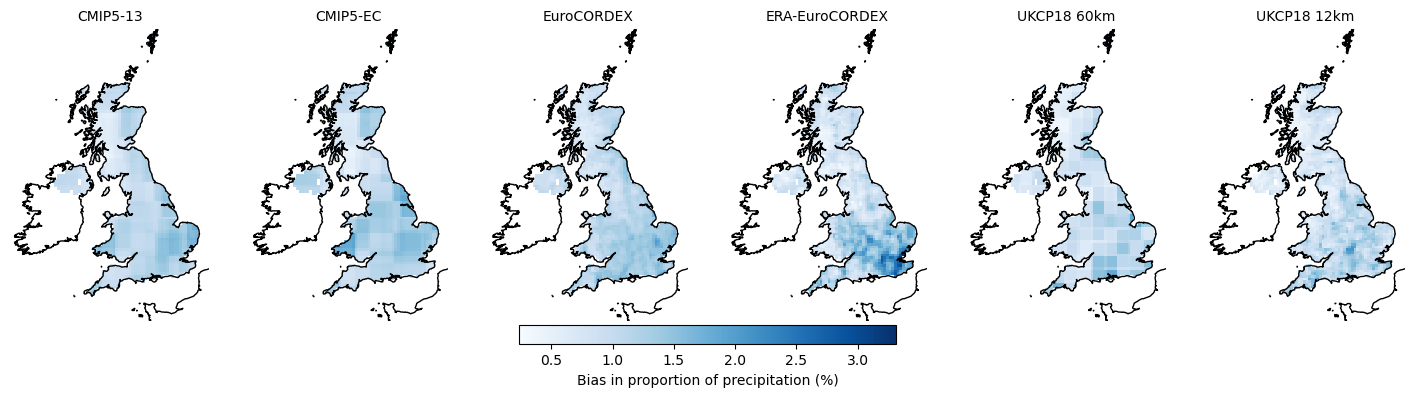 CMIP5-13
CMIP5-EC
EuroCORDEX
ERA-EuroCORDEX
UKCP18 60km
UKCP18 12km
0.5 1.0 1.5 2.0 2.5 3.0
Bias in proportion of precipitation (%)